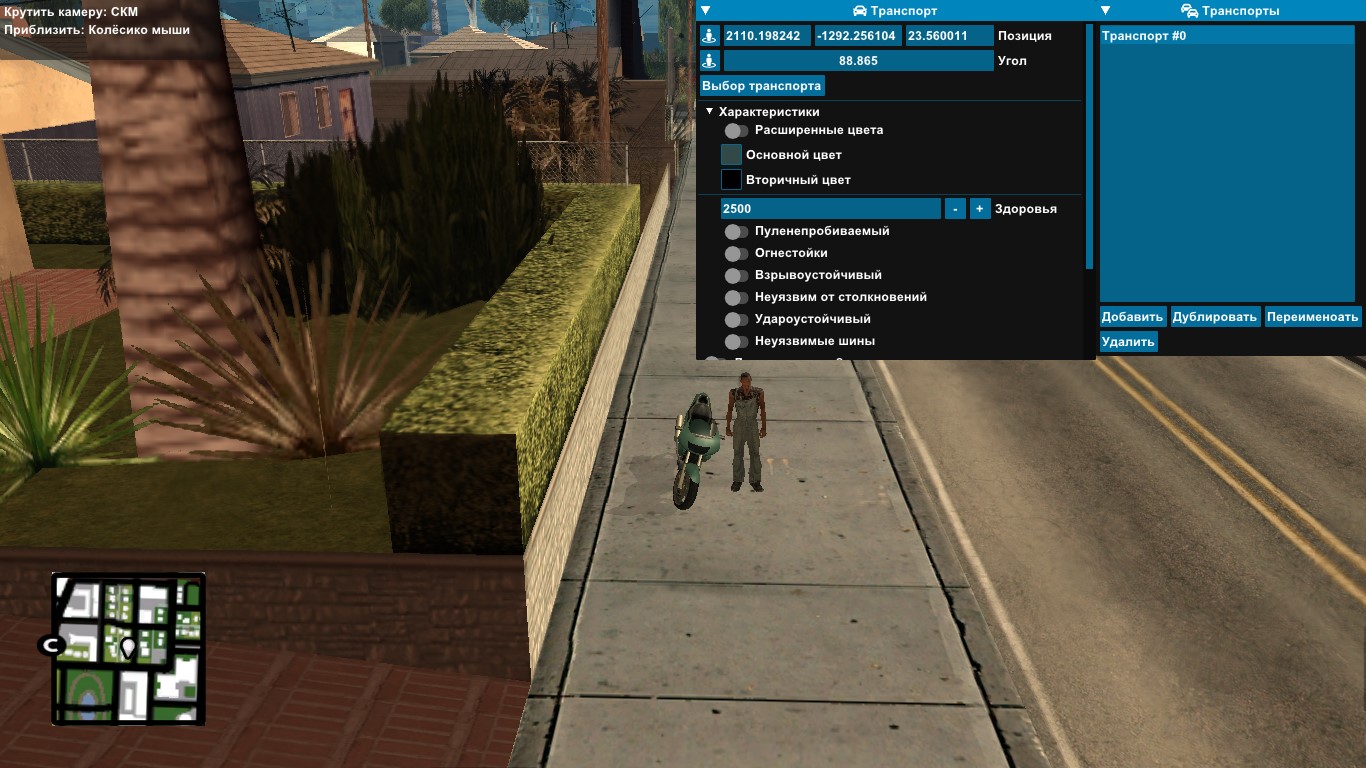 Крутить камеру: СКМ
Приблизить: Колёсико мыши
Транспорт
2110.198242 -1292.256104 23.560011 Позиция
88.865 Угол
Выбор транспорта
Характеристики
Расширенные цвета
Основной цвет
Вторичный цвет
2500 - + Здоровья
Пуленепробиваемый
Огнестойки
Взрывоустойчивый
Неуязвим от столкновений
Удароустойчивый
Неуязвимые шины
Транспорты
Транспорт #0
Добавить Дублировать Переименоать
Удалить
C